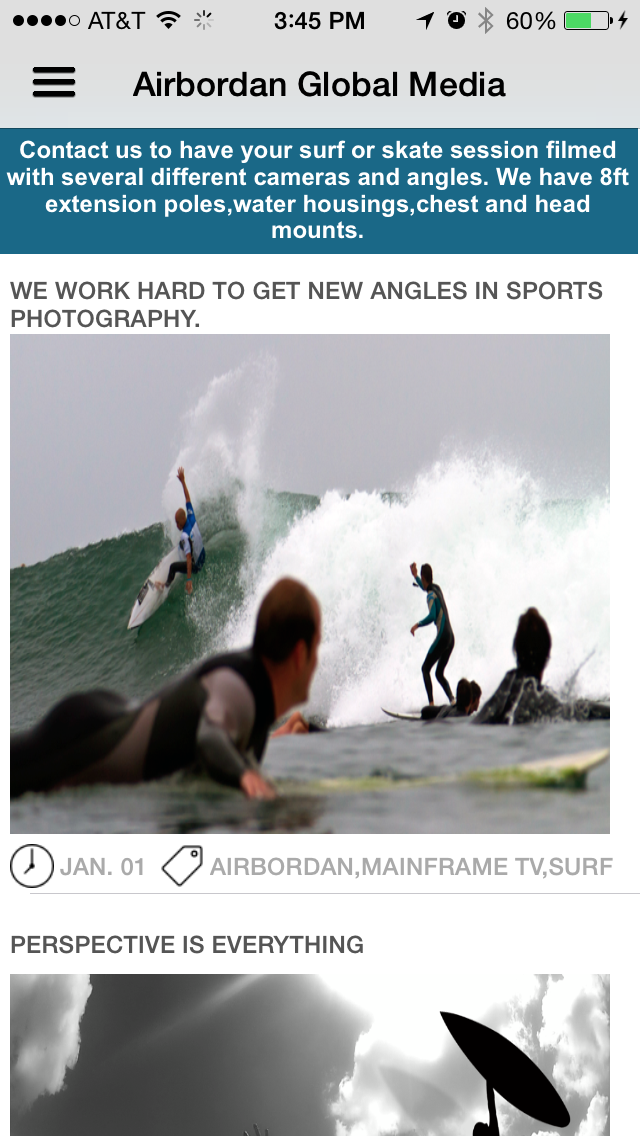 AT&T 3:45 PM 60%
Airbordan Global Media
Contact us to have your surf or skate session filmed
with several different cameras and angles. We have 8ft
extension poles,water housings,chest and head
mounts.
WE WORK HARD TO GET NEW ANGLES IN SPORTS
PHOTOGRAPHY.
JAN. 01 AIRBORDAN,MAINFRAME TV,SURF
PERSPECTIVE IS EVERYTHING